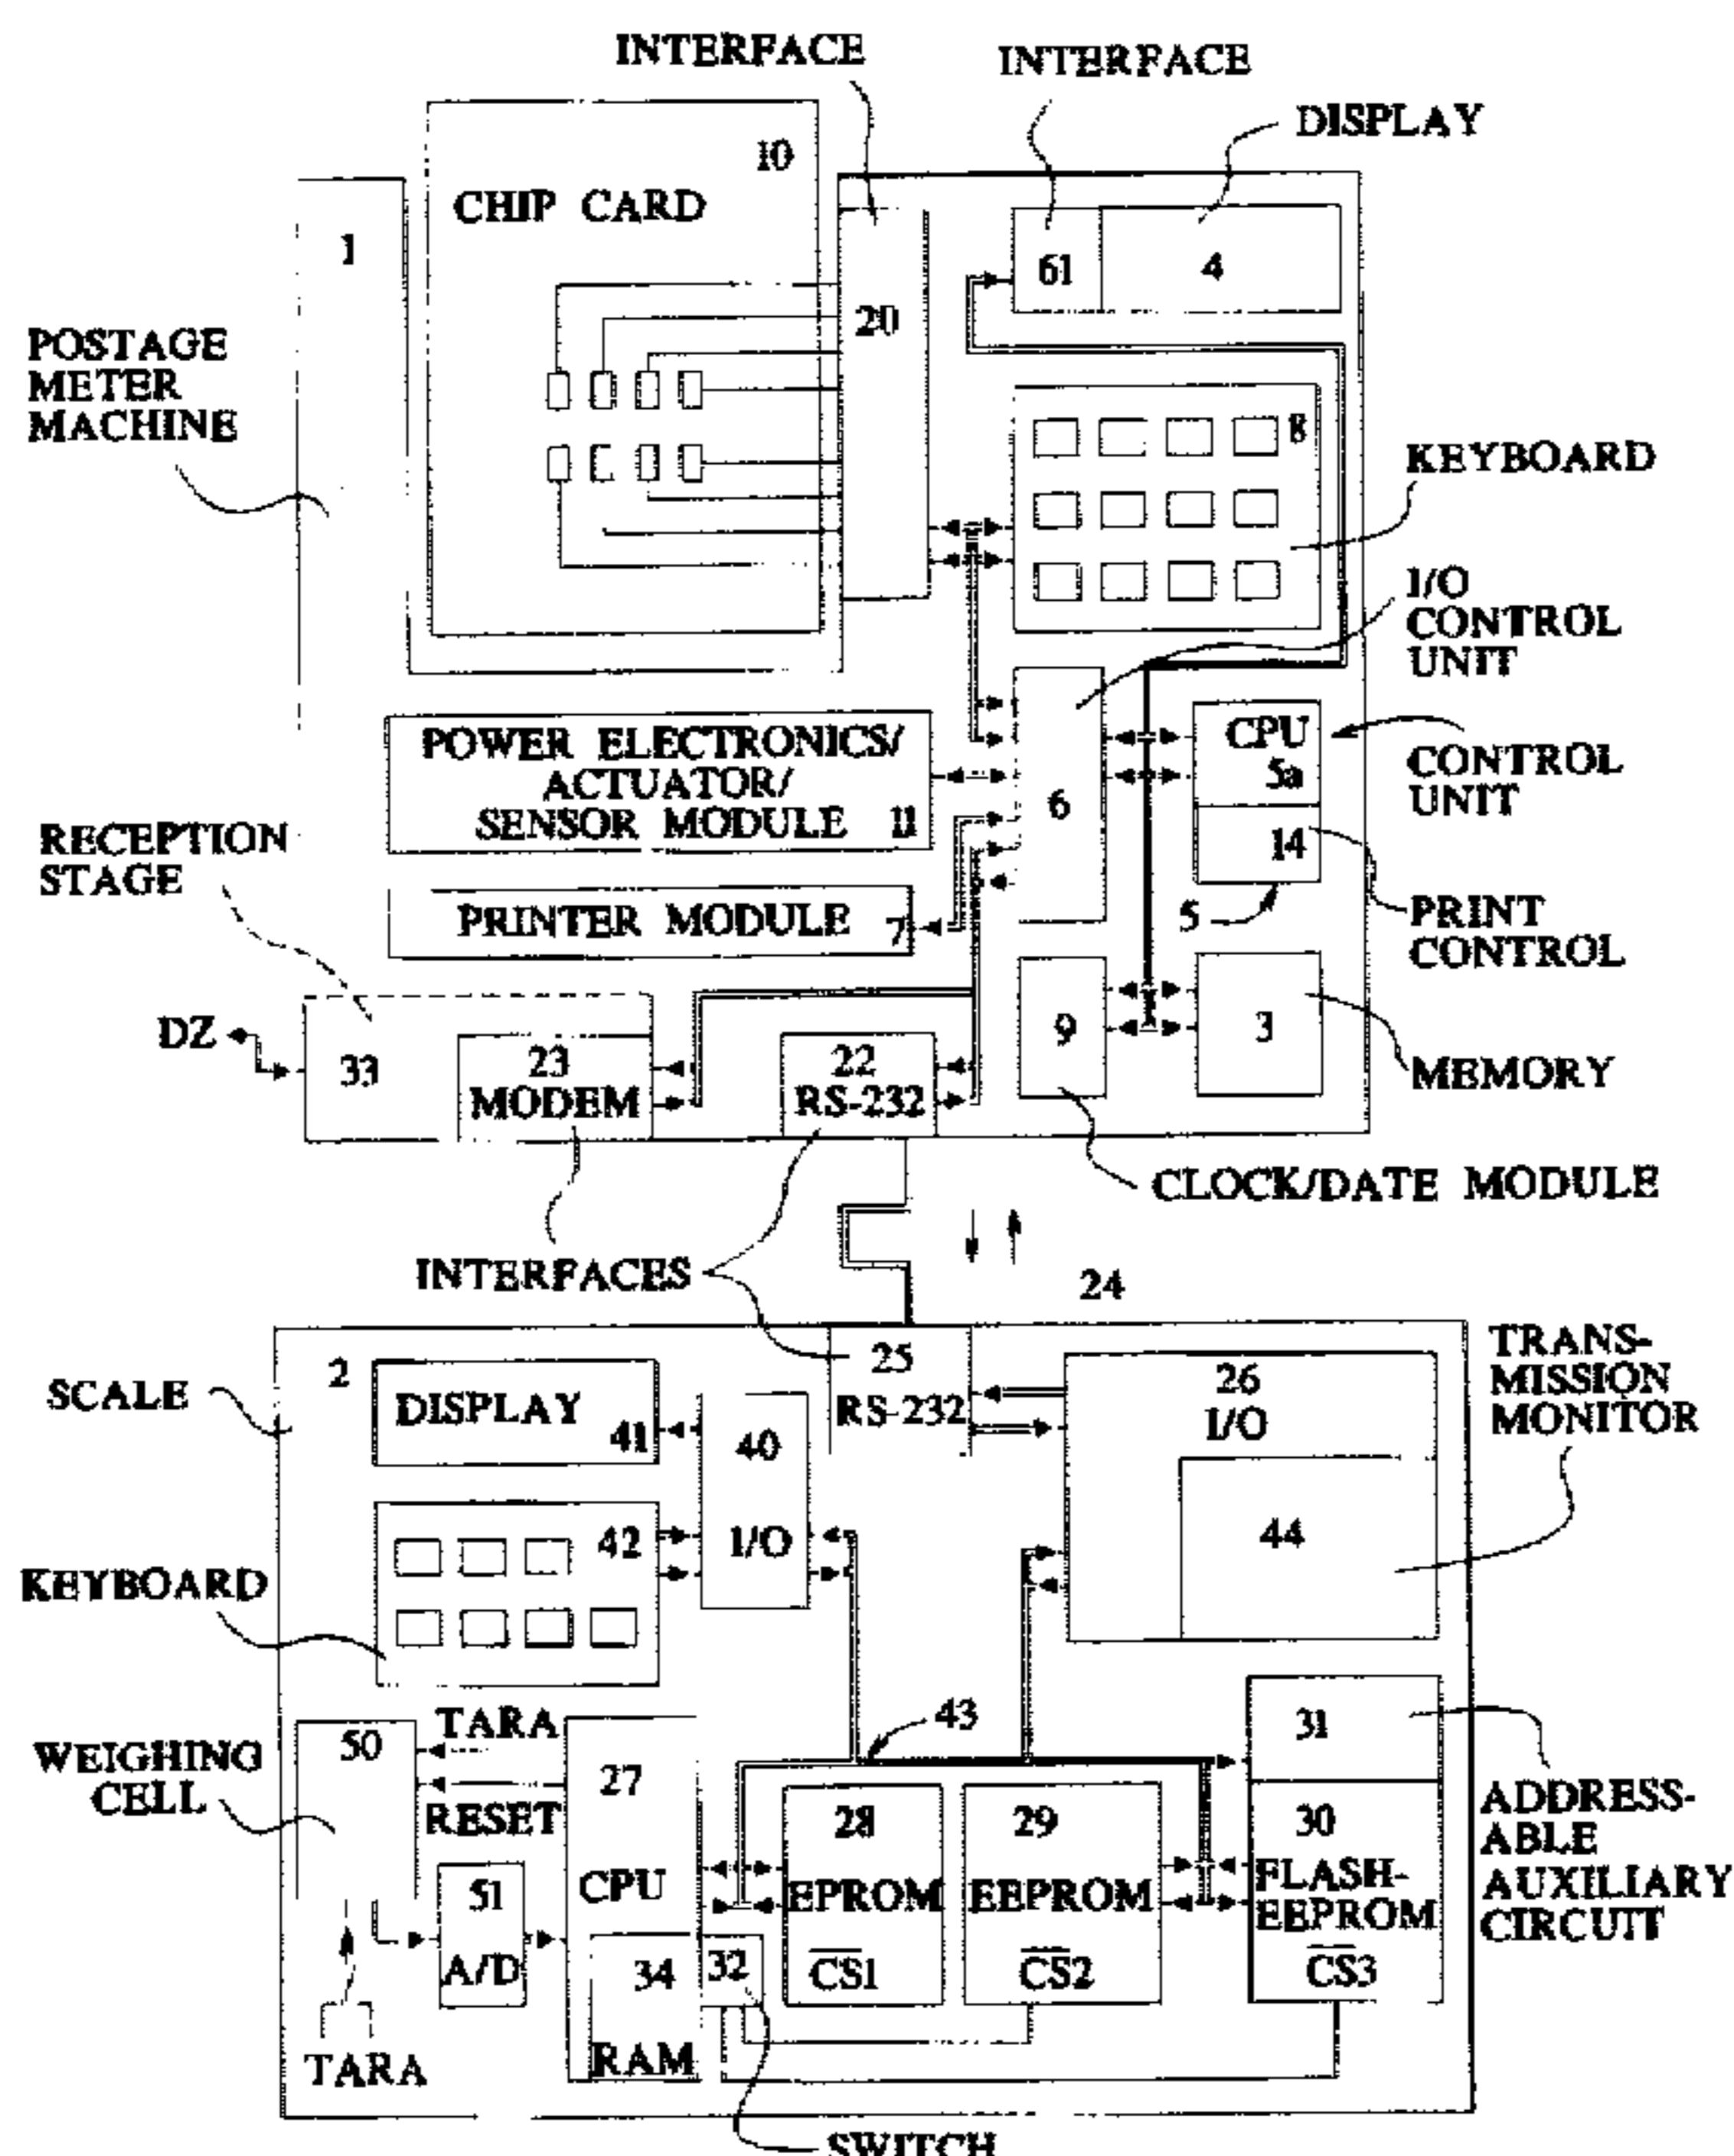 INTERFACE
INTERFACE
DISPLAY
10
CHIP CARD
1
61
4
20
POSTAGE
METER
MACHINE
8
KEYBOARD
I/O
CONTROL
UNIT
POWER ELECTRONICS/
ACTUATOR/
SENSOR MODULE 11
6
CPU
5a
CONTROL
UNIT
14
RECEPTION
STAGE
PRINTER MODULE 7
5
PRINT
CONTROL
DZ
33
23
MODEM
22
RS-232
9
3
MEMORY
CLOCK/DATE MODULE
INTERFACES
24
SCALE
2
DISPLAY
41
40
I/O
25
RS-232
26
I/O
TRANS-
MISSION
MONITOR
42
44
KEYBOARD
43
TARA
WEIGHING
CELL
50
27
RESET
31
28
29
30
CPU
EPROM
EEPROM
FLASH-
EEPROM
ADDRESS-
ABLE
AUXILIARY
CIRCUIT
51
A/D
34
32
CS1
CS2
CS3
TARA
RAM
SWITCH